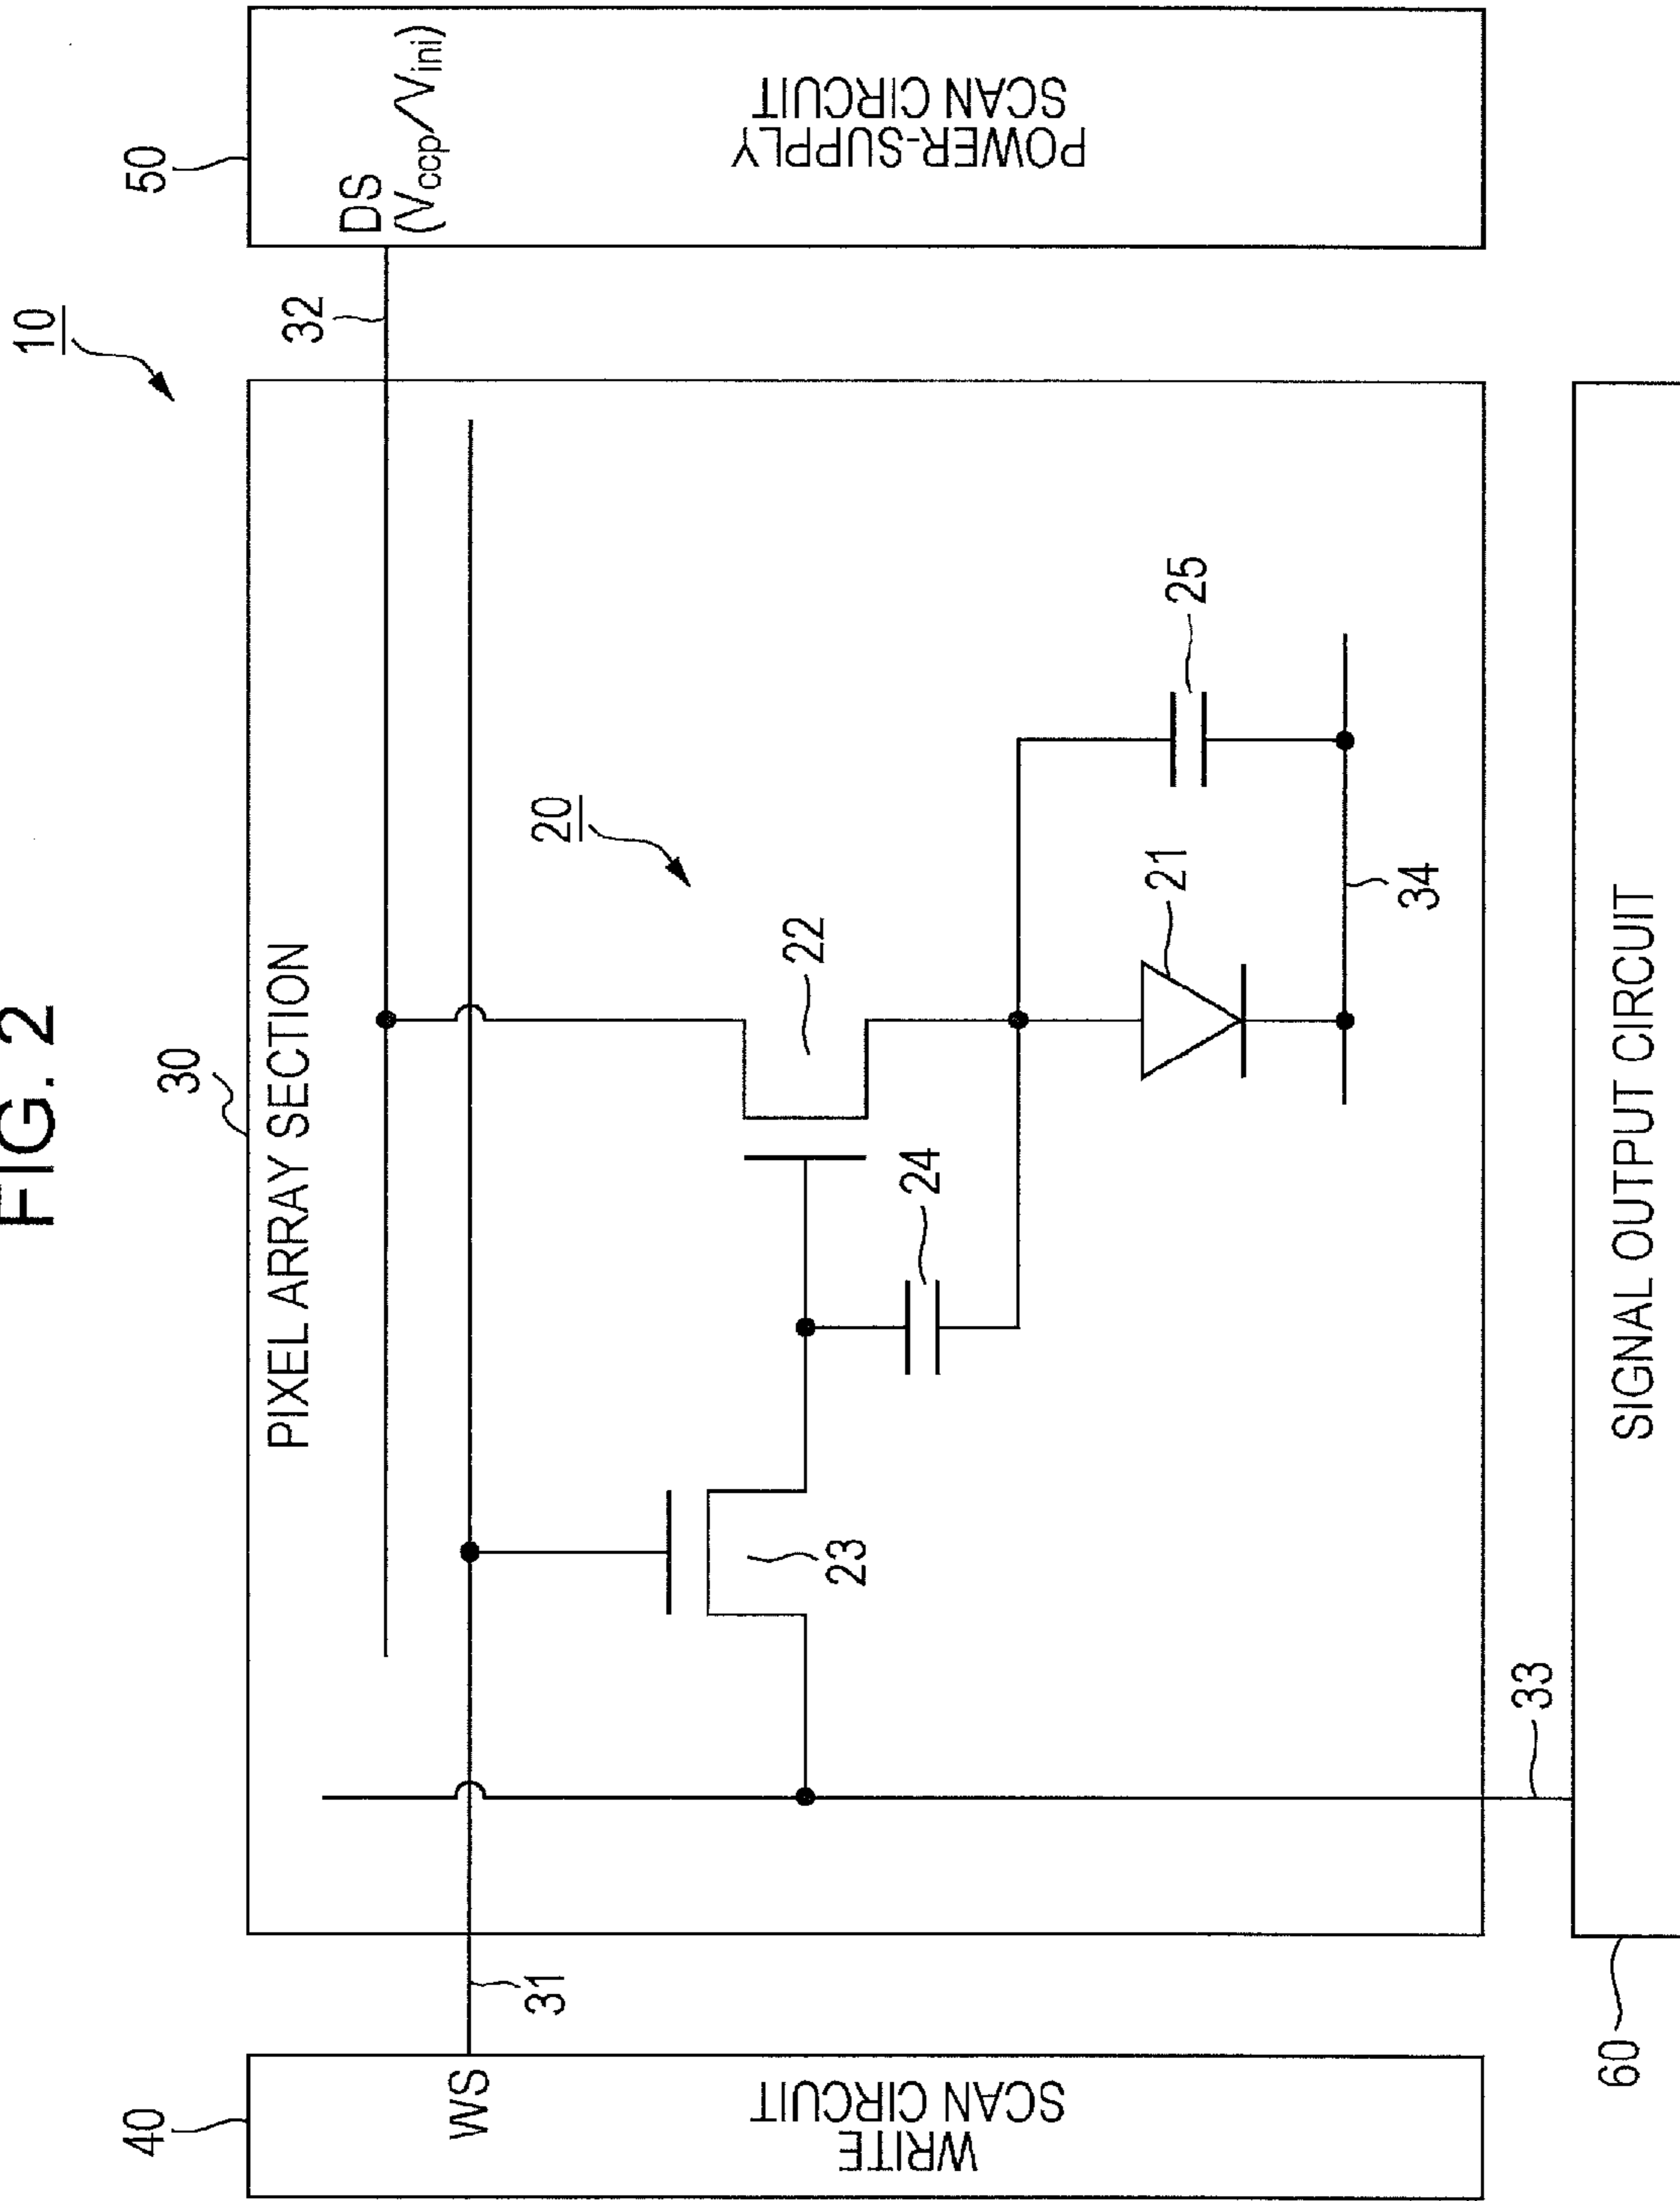 FIG. 2
10
30
40
50
PIXEL ARRAY SECTION
DS
(Vccp/Vini)
32
WS
31
20
22
23
24
25
21
34
WRITE
SCAN CIRCUIT
POWER-SUPPLY
SCAN CIRCUIT
33
60
SIGNAL OUTPUT CIRCUIT